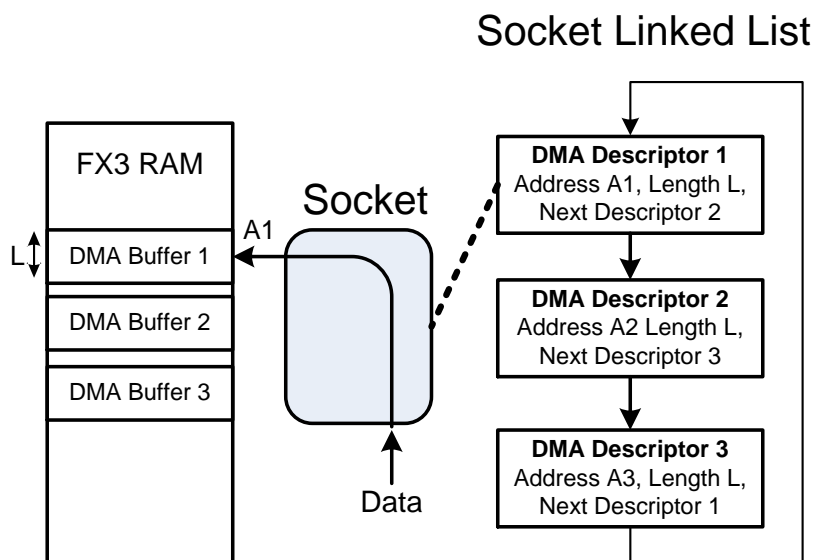 Socket Linked List
FX3 RAM
L
DMA Buffer 1
DMA Buffer 2
DMA Buffer 3
A1
Socket
Data
DMA Descriptor 1
Address A1, Length L,
Next Descriptor 2
DMA Descriptor 2
Address A2 Length L,
Next Descriptor 3
DMA Descriptor 3
Address A3, Length L,
Next Descriptor 1